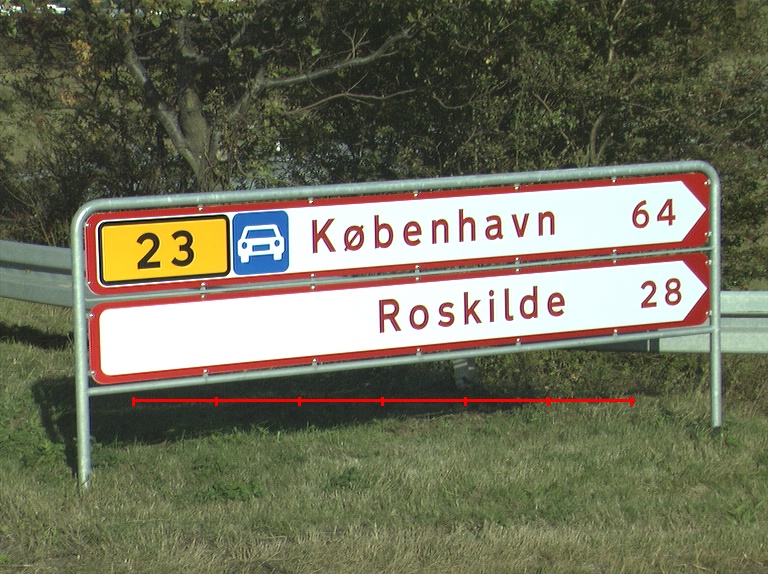 23 København 64
Roskilde 28